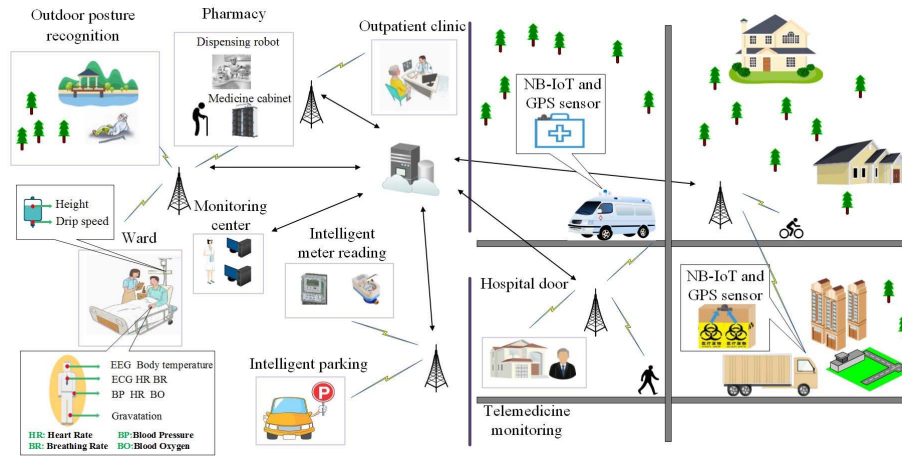 Outdoor posture
recognition
Pharmacy
Dispensing robot
Medicine cabinet
Outpatient clinic
NB-IoT and
GPS sensor
Height
Drip speed
Ward
Monitoring
center
Intelligent
meter reading
Hospital door
NB-IoT and
GPS sensor
Intelligent parking
P
EEG Body temperature
ECG HR BR
BP HR BO
Gravatation
HR: Heart Rate BP:Blood Pressure
BR: Breathing Rate BO:Blood Oxygen
Telemedicine
monitoring